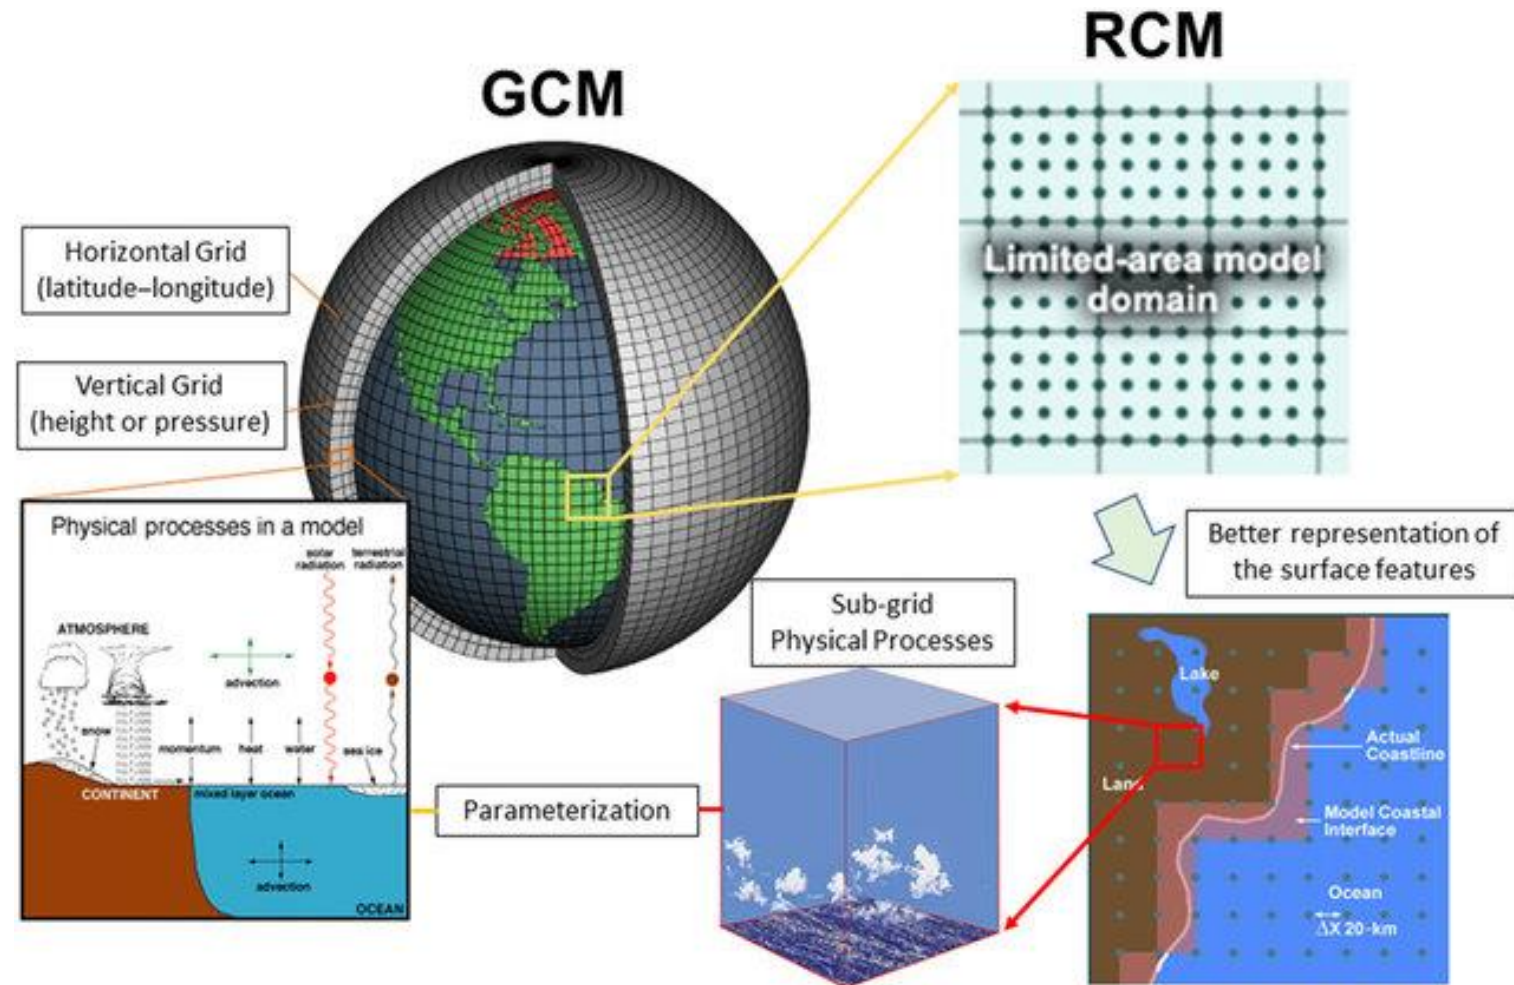 GCM
RCM
Horizontal Grid
(latitude–longitude)
Vertical Grid
(height or pressure)
Limited-area model
domain
Better representation of
the surface features
Physical processes in a model
solar
radiation
terrestrial
radiation
ATMOSPHERE
advection
snow
momentum
heat
water
sea ice
CONTINENT
mixed layer ocean
advection
OCEAN
Parameterization
Sub-grid
Physical Processes
Lake
Land
Actual
Coastline
Model Coastal
Interface
Ocean
ΔX 20-km